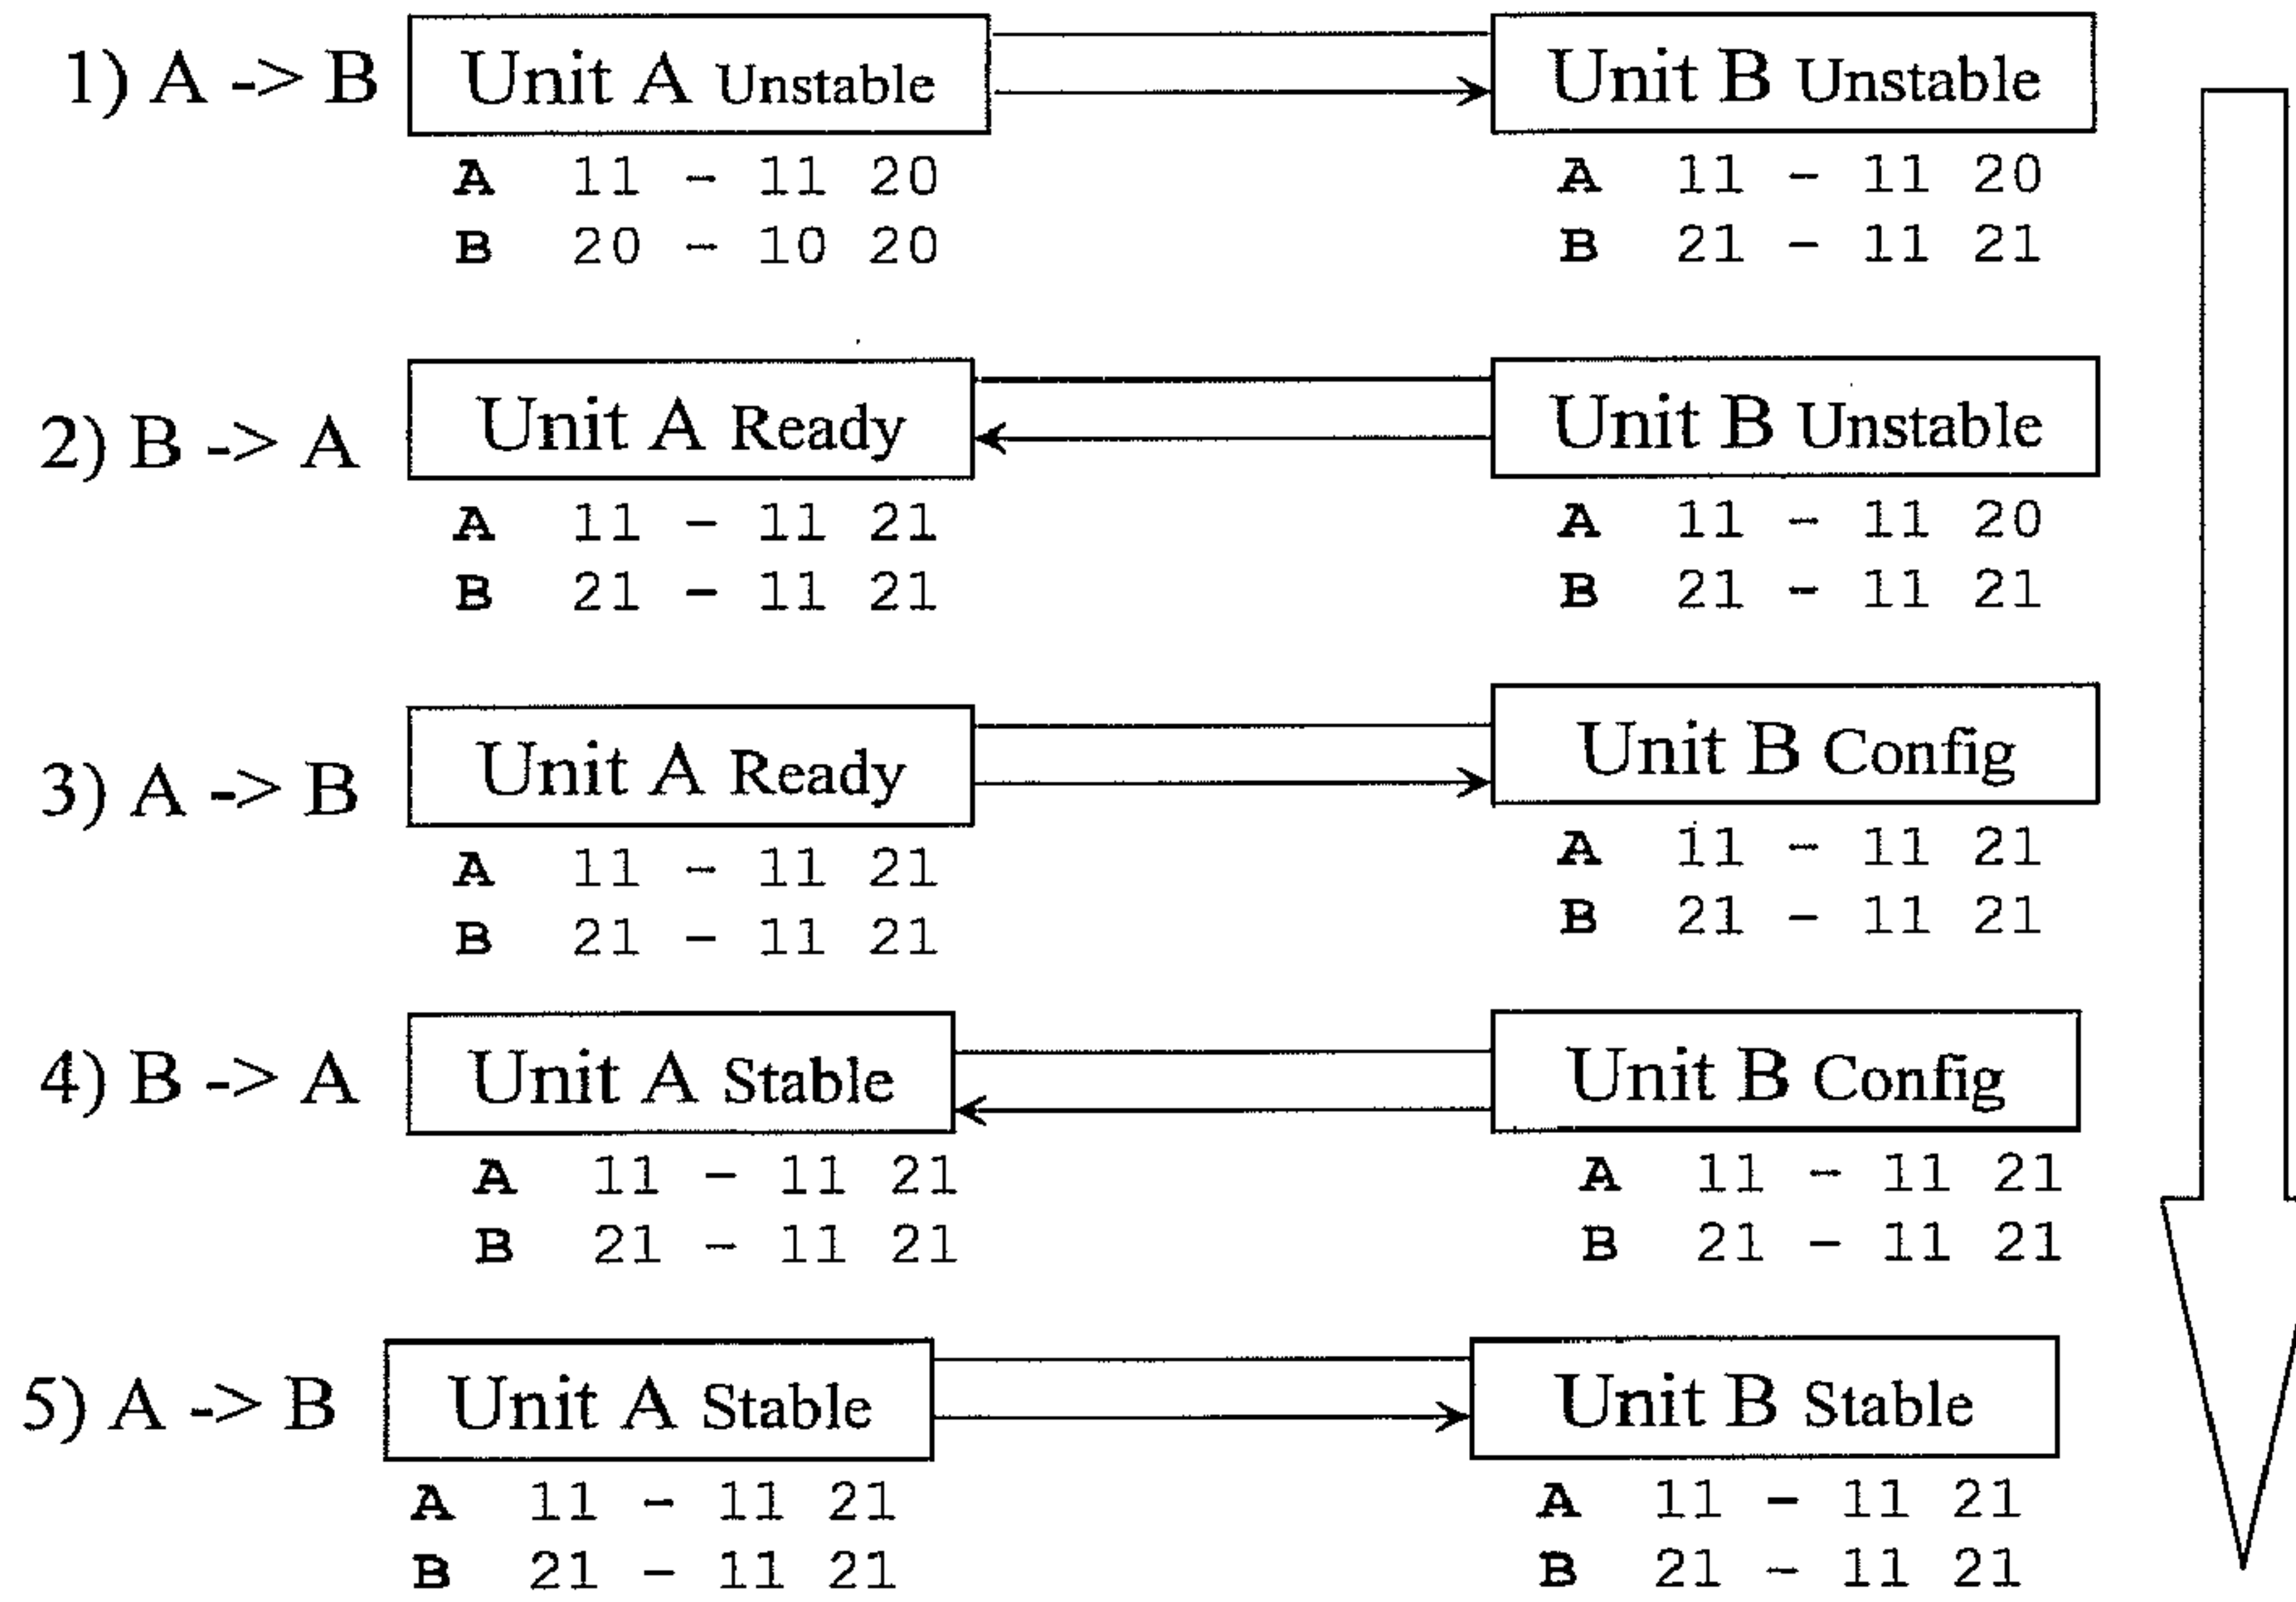 1) A -> B Unit A Unstable Unit B Unstable
A 11 - 11 20 A 11 - 11 20
B 20 - 10 20 B 21 - 11 21
2) B -> A Unit A Ready Unit B Unstable
A 11 - 11 21 A 11 - 11 20
B 21 - 11 21 B 21 - 11 21
3) A -> B Unit A Ready Unit B Config
A 11 - 11 21 A 11 - 11 21
B 21 - 11 21 B 21 - 11 21
4) B -> A Unit A Stable Unit B Config
A 11 - 11 21 A 11 - 11 21
B 21 - 11 21 B 21 - 11 21
5) A -> B Unit A Stable Unit B Stable
A 11 - 11 21 A 11 - 11 21
B 21 - 11 21 B 21 - 11 21